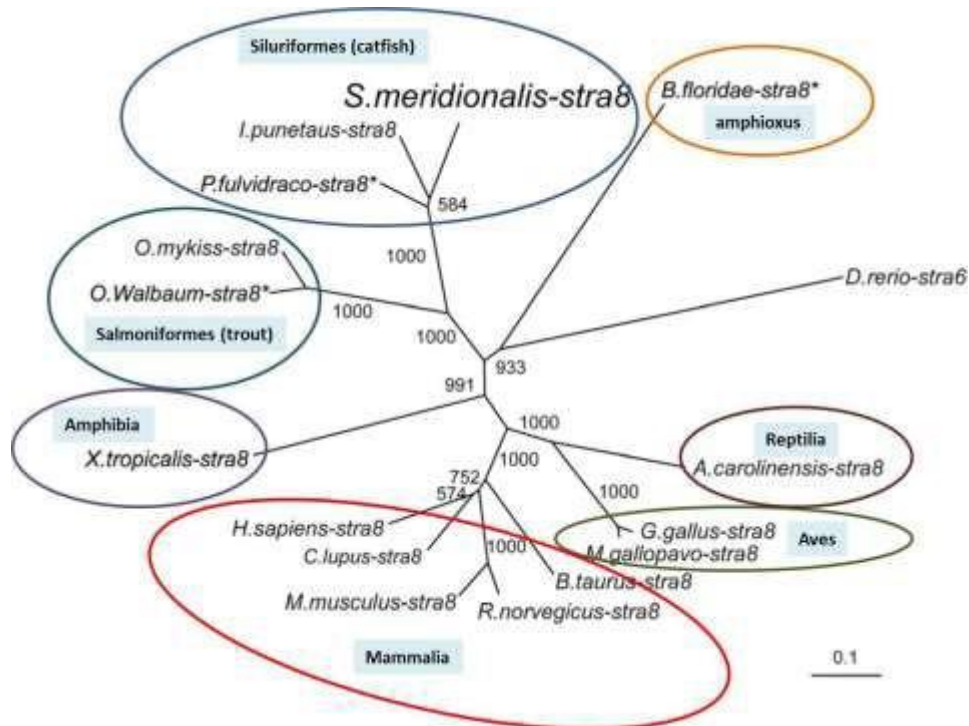 Siluriformes (catfish)
S.meridionalis-stra8
I.punetaus-stra8
P.fulvidraco-stra8*
584
1000
B.floridae-stra8*
amphioxus
O.mykiss-stra8
O.Walbaum-stra8*
1000
Salmoniformes (trout)
1000
D.rerio-stra6
933
991
Amphibia
X.tropicalis-stra8
1000
1000
Reptilia
A.carolinensis-stra8
752
574
1000
H.sapiens-stra8
C.lupus-stra8
1000
G.gallus-stra8
M.gallopavo-stra8
Aves
B.taurus-stra8
M.musculus-stra8
R.norvegicus-stra8
Mammalia
0.1